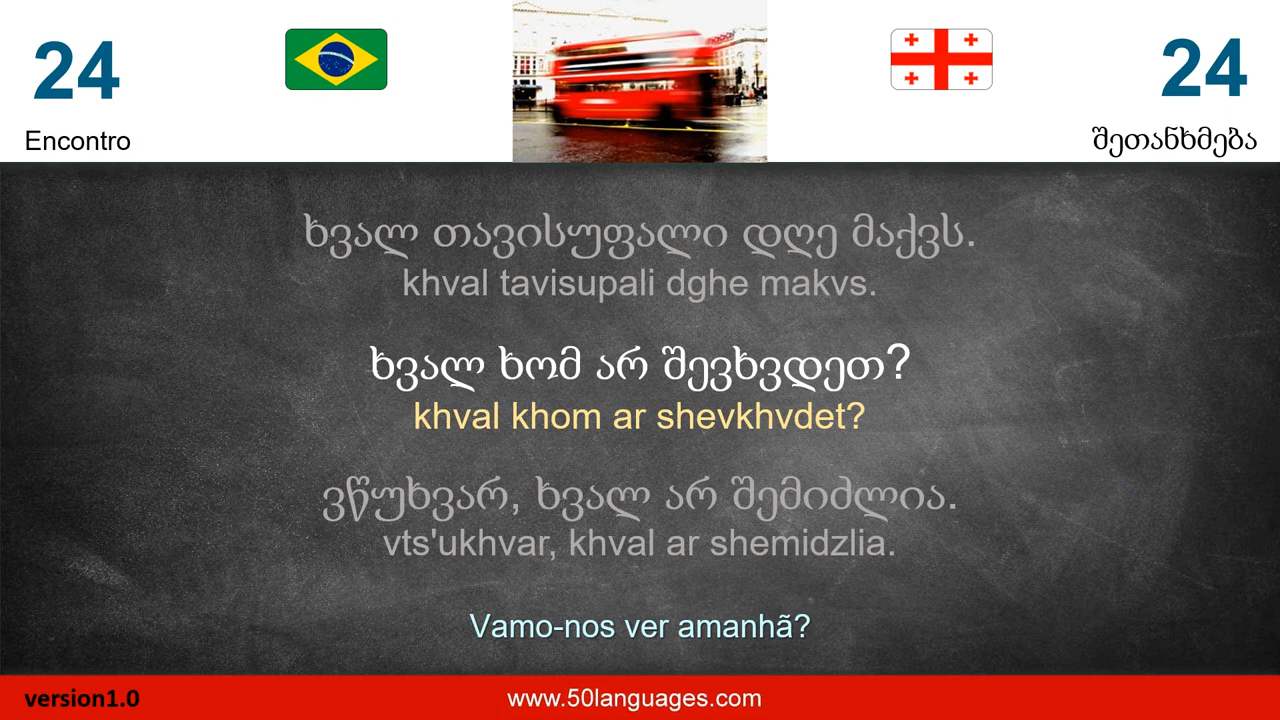 24
24
Encontro
შეთანხმება
ხვალ თავისუფალი დღე მაქვს.
khval tavisupali dghe makvs.
ხვალ ხომ არ შევხვდეთ?
khval khom ar shevkhvdet?
ვწუხვარ, ხვალ არ შემიძლია.
vts'ukhvar, khval ar shemidzlia.
Vamo-nos ver amanhã?
version1.0
www.50languages.com